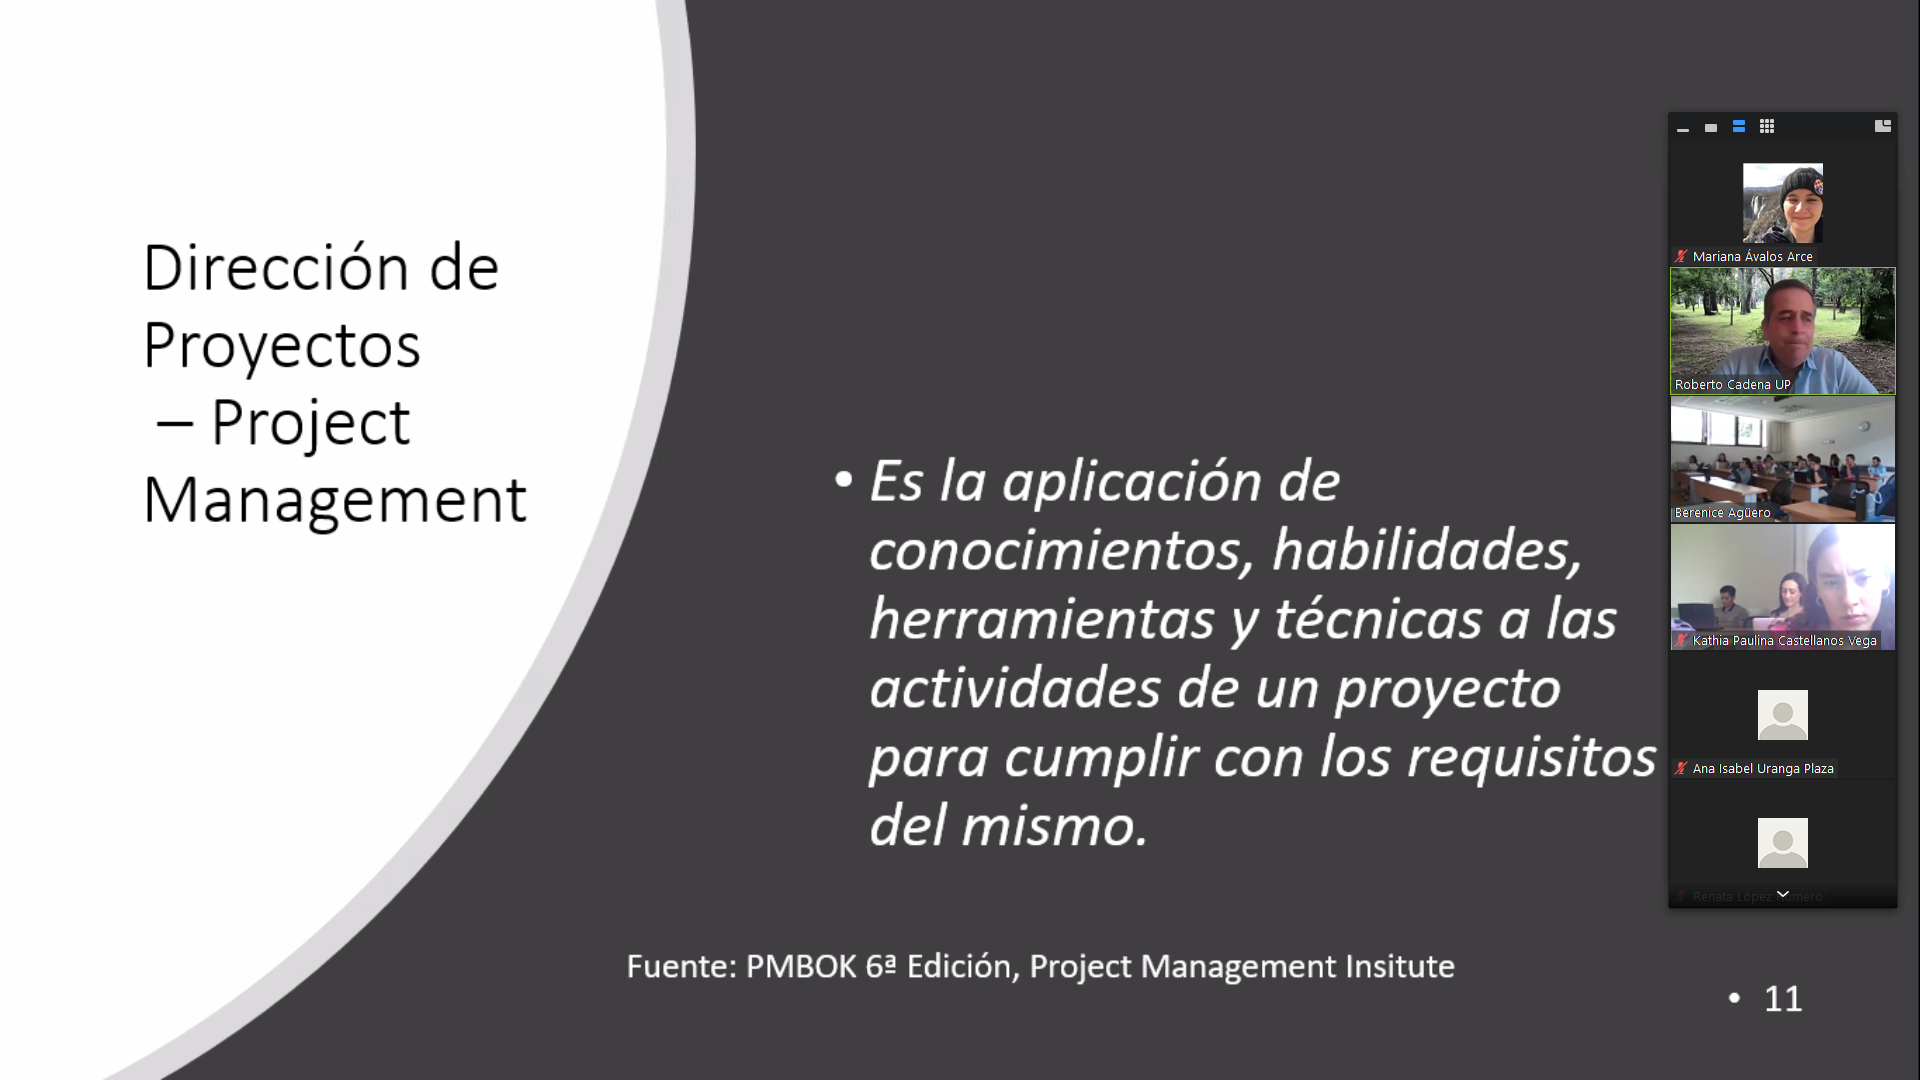 Dirección de
Proyectos
– Project
Management
• Es la aplicación de
conocimientos, habilidades,
herramientas y técnicas a las
actividades de un proyecto
para cumplir con los requisitos
del mismo.
Fuente: PMBOK 6ª Edición, Project Management Insitute
• 11
Mariana Ávalos Arce
Roberto Cadena UP
Berenice Agüero
Kathia Paulina Castellanos Vega
Ana Isabel Uranga Plaza
Renata López Romero